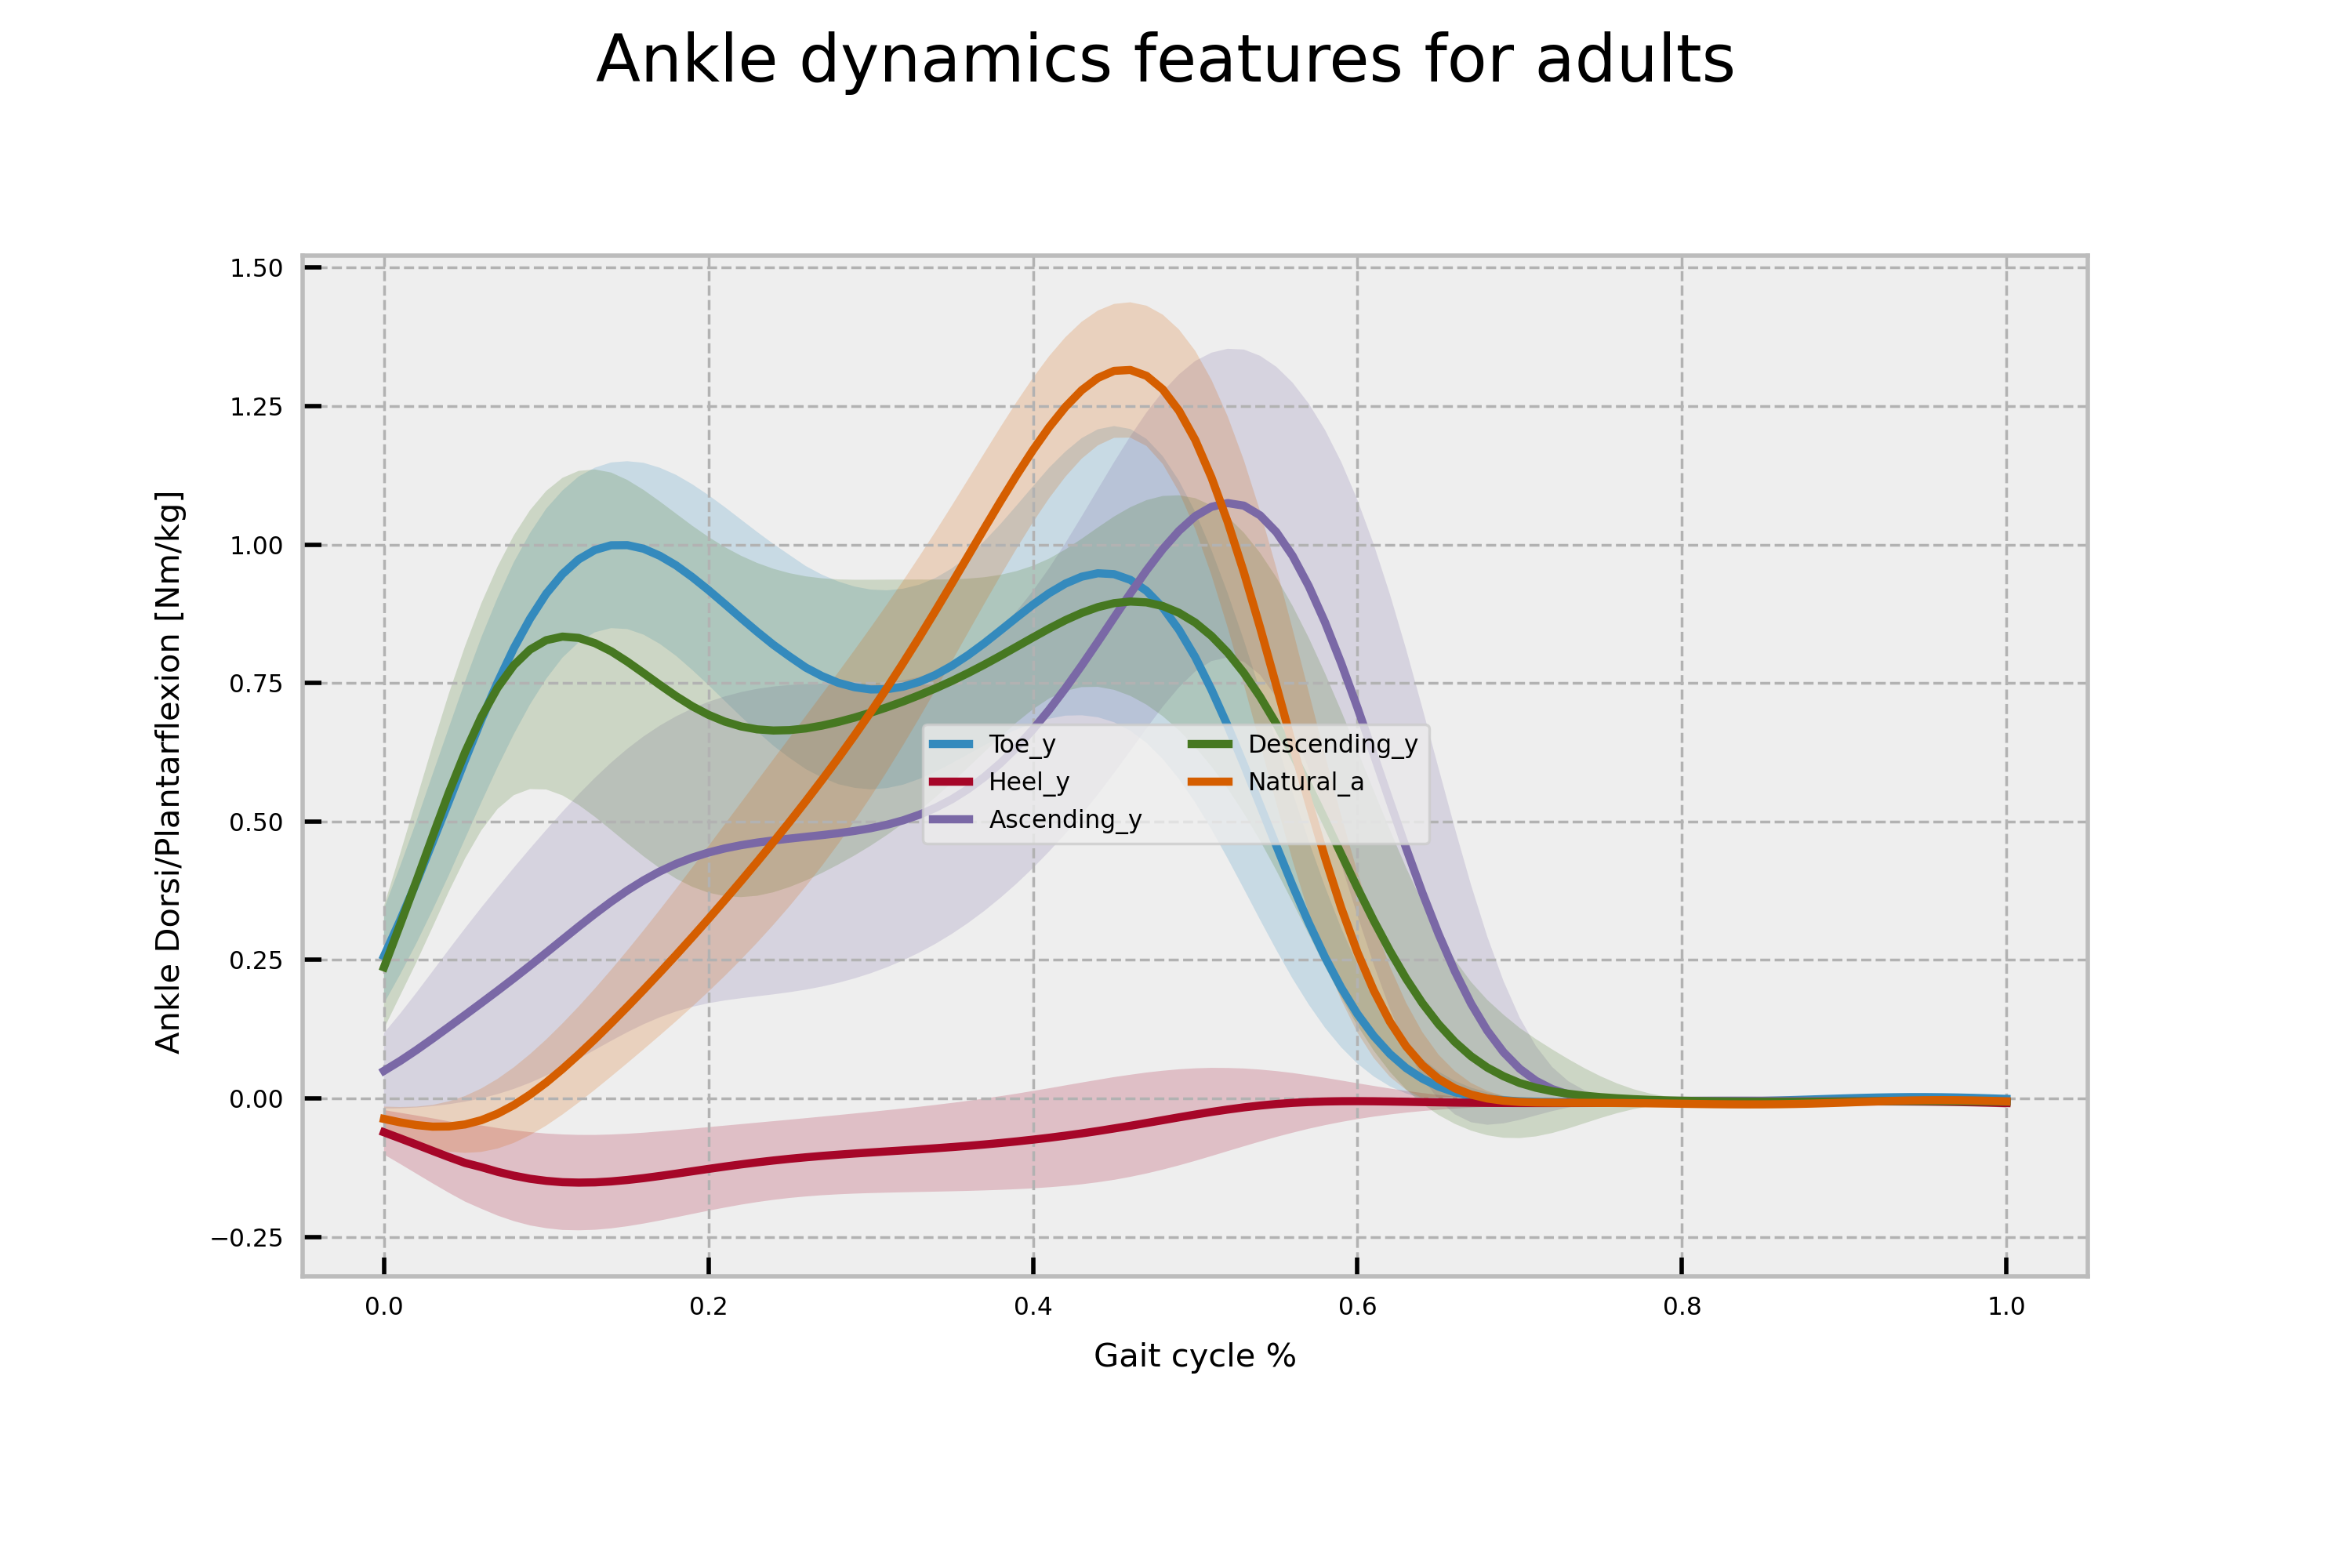 Ankle dynamics features for adults
Ankle Dorsi/Plantarflexion [Nm/kg]
1.50
1.25
1.00
0.75
0.50
0.25
0.00
−0.25
Toe_y
Heel_y
Ascending_y
Descending_y
Natural_a
0.0 0.2 0.4 0.6 0.8 1.0
Gait cycle %